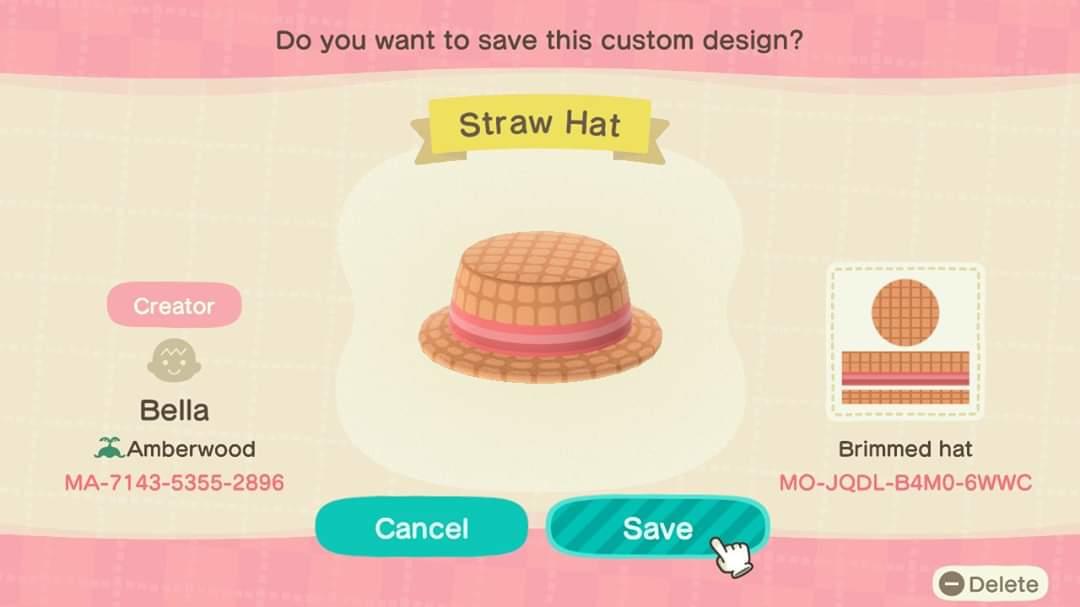 Do you want to save this custom design?
Straw Hat
Creator
Bella
Amberwood
MA-7143-5355-2896
Brimmed hat
MO-JQDL-B4M0-6WWC
Cancel
Save
Delete